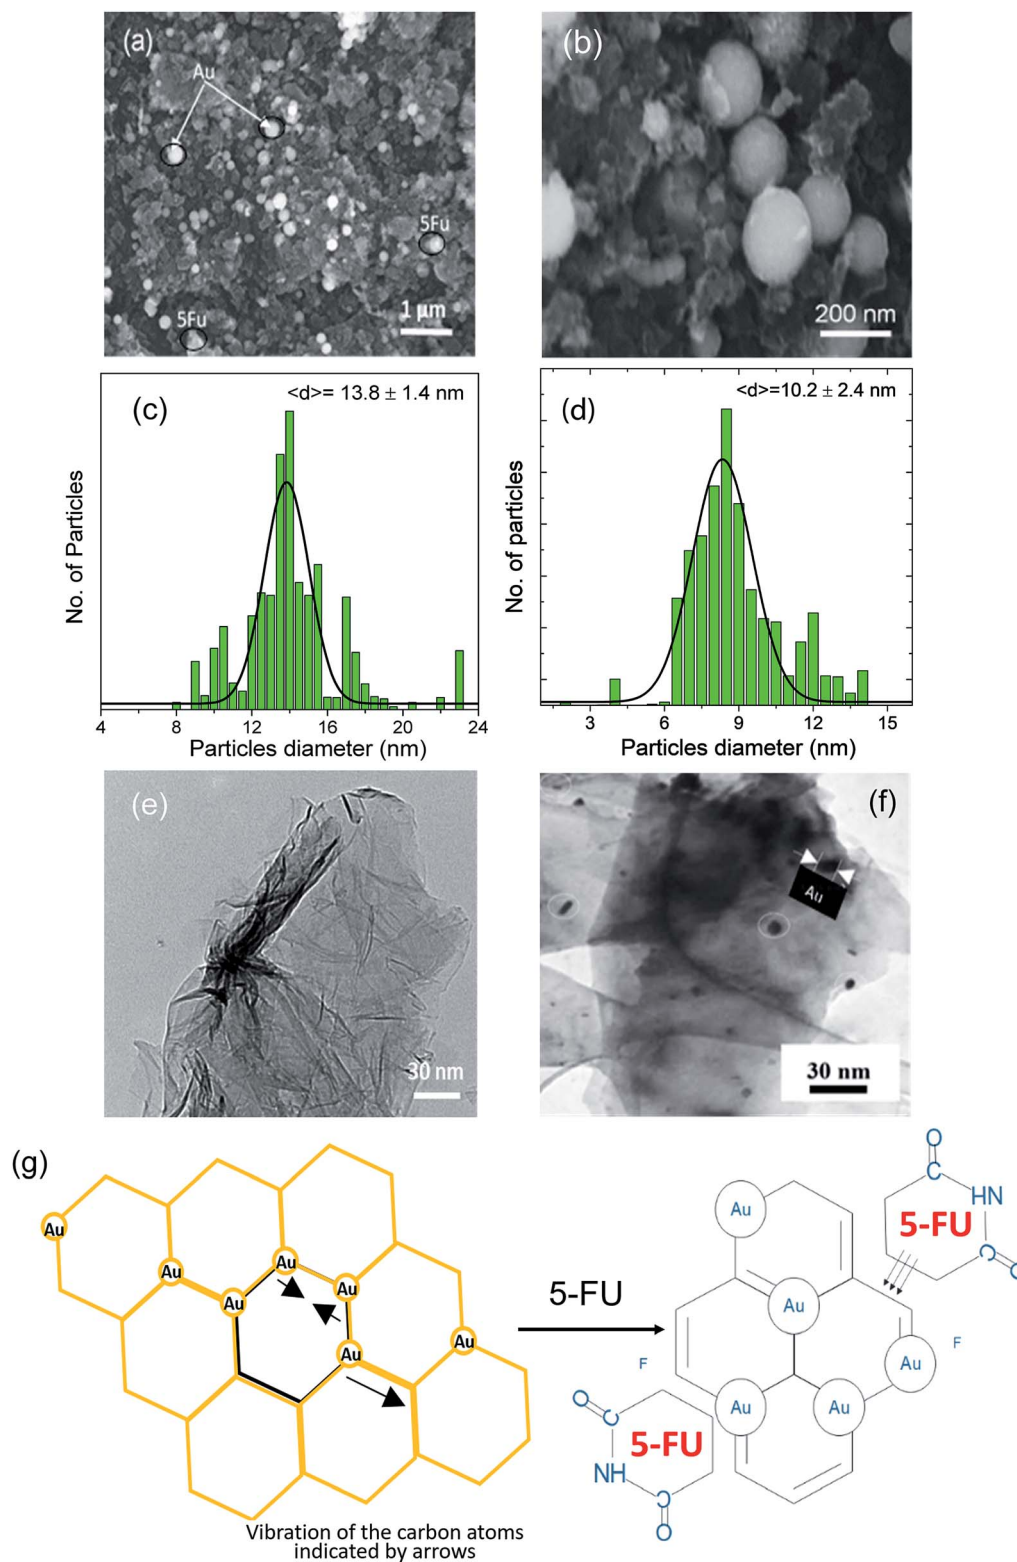 (a)
Au
5Fu
5Fu
1 μm
(b)
200 nm
(c)
<d>= 13.8 ± 1.4 nm
No. of Particles
4 8 12 16 20 24
Particles diameter (nm)
(d)
<d>=10.2 ± 2.4 nm
No. of particles
3 6 9 12 15
Particles diameter (nm)
(e)
30 nm
(f)
Au
30 nm
(g)
Au
Au
Au
Au
Au
Au
Au
Vibration of the carbon atoms
indicated by arrows
5-FU
O
C
HN
5-FU
C
O
Au
Au
F
F
Au
Au
Au
O
C
5-FU
NH
C
O